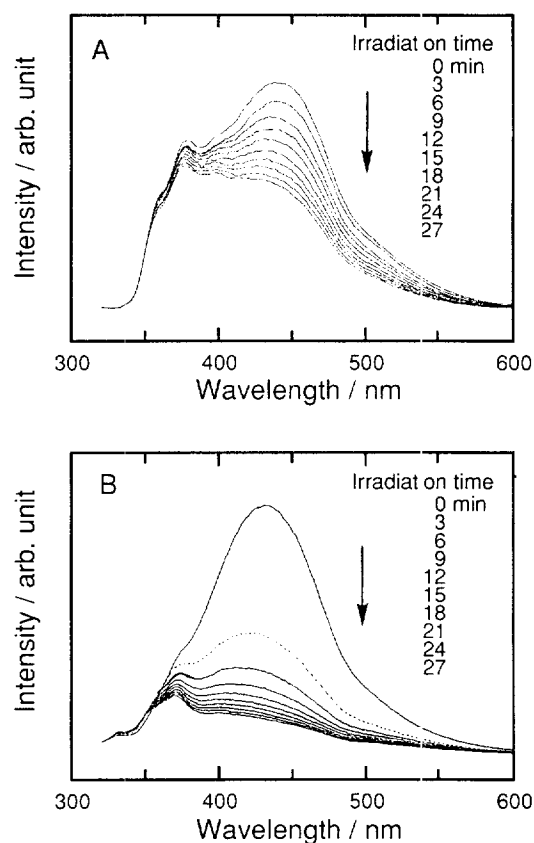 A
Irradiat on time
0 min
3
6
9
12
15
18
21
24
27
Intensity / arb. unit
300
400
500
600
Wavelength / nm
B
Irradiat on time
0 min
3
6
9
12
15
18
21
24
27
Intensity / arb. unit
300
400
500
600
Wavelength / nm